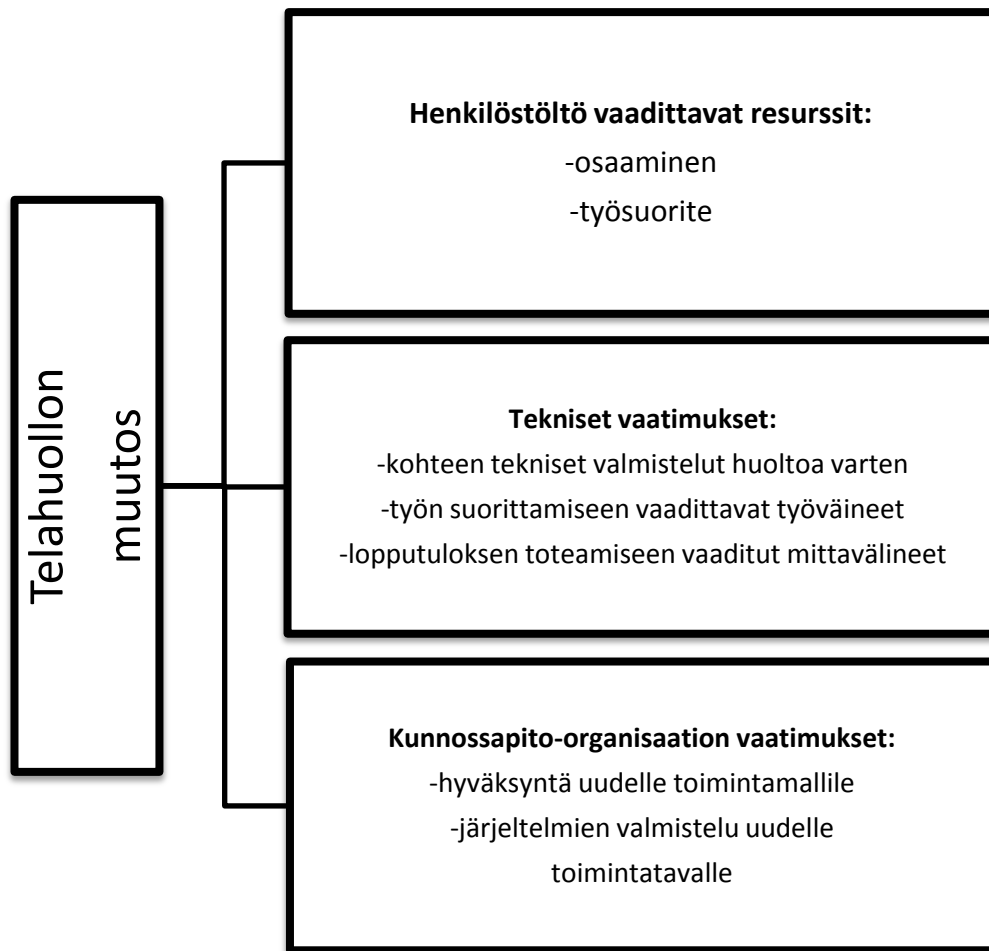 Telahuollon
muutos
Henkilöstöltö vaadittavat resurssit:
-osaaminen
-työsuorite
Tekniset vaatimukset:
-kohteen tekniset valmistelut huoltoa varten
-työn suorittamiseen vaadittavat työväineet
-lopputuloksen toteamiseen vaaditut mittavälineet
Kunnossapito-organisaation vaatimukset:
-hyväksyntä uudelle toimintamallile
-järjeltelmien valmistelu uudelle
toimintatavalle